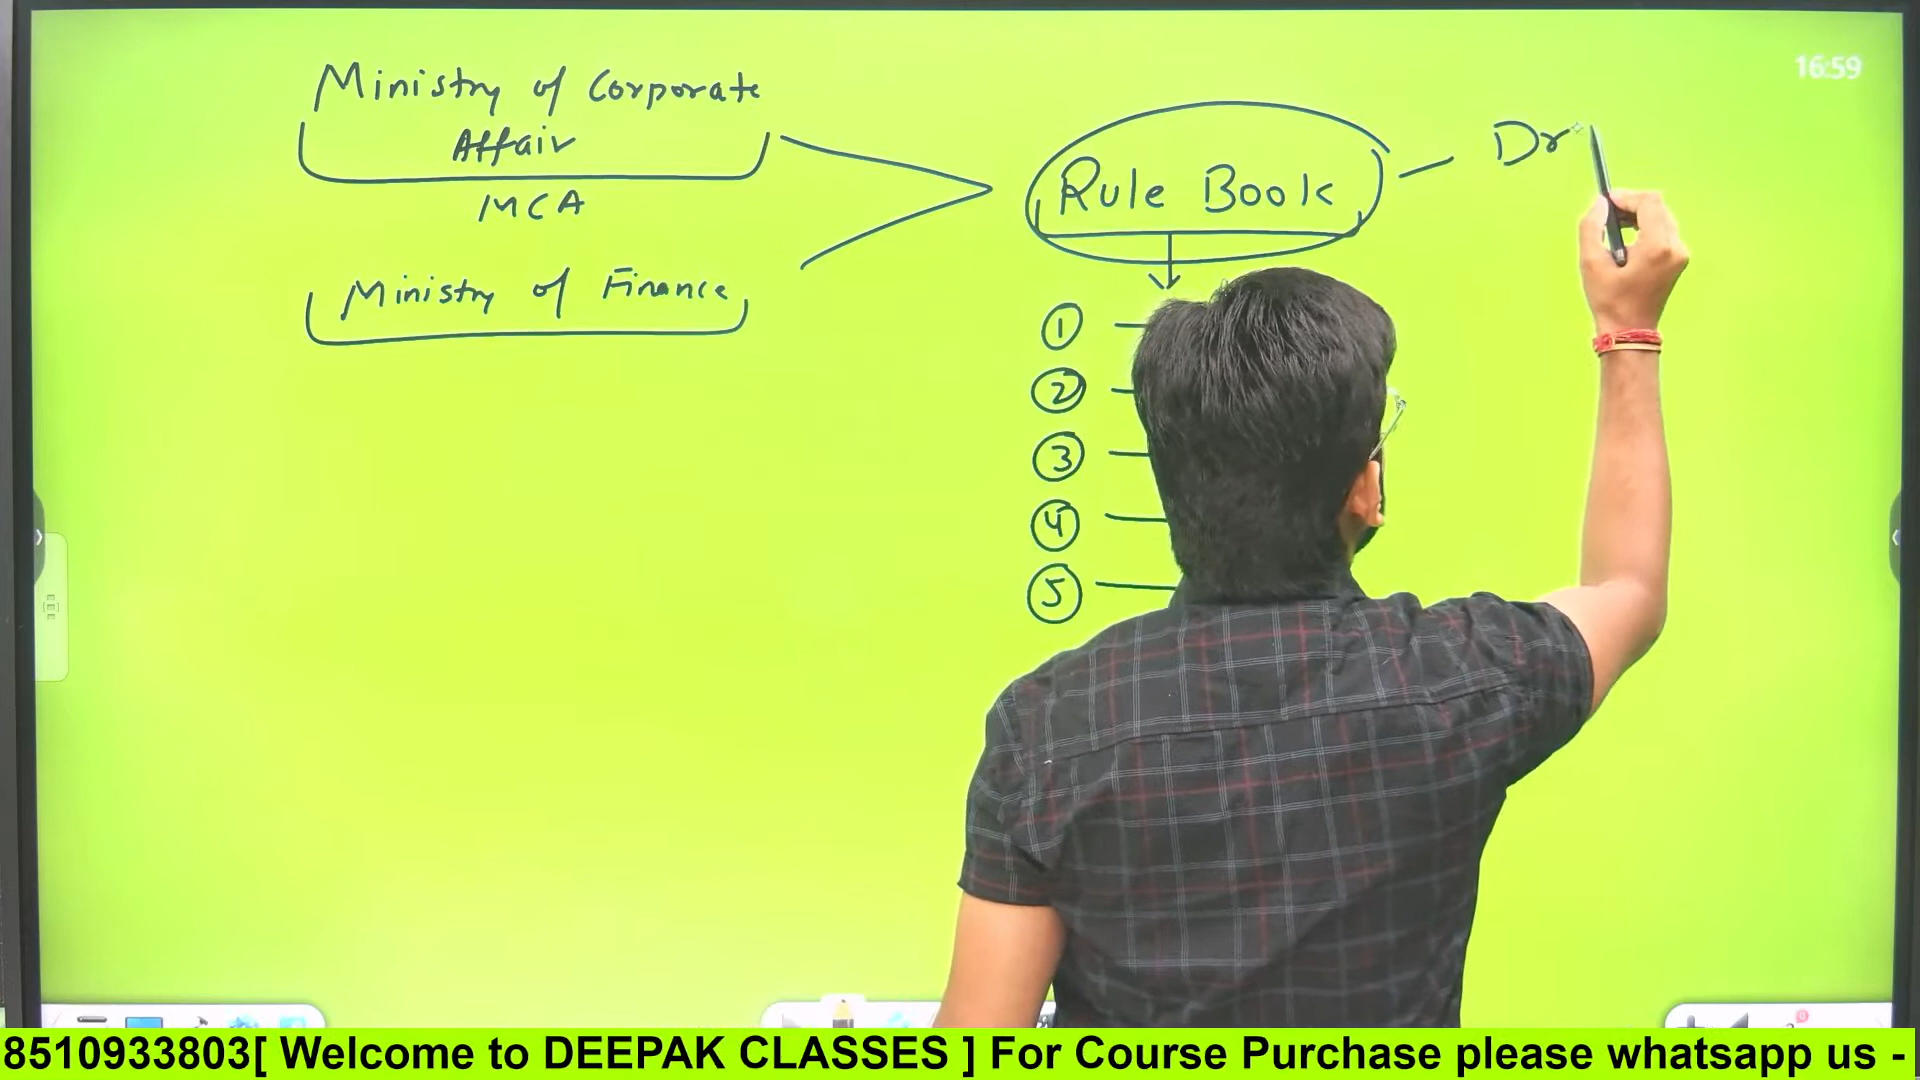 Ministry of Corporate
Affair
MCA
Ministry of Finance
Rule Book
Dr
1
2
3
4
5
16:59
8510933803[ Welcome to DEEPAK CLASSES ] For Course Purchase please whatsapp us -